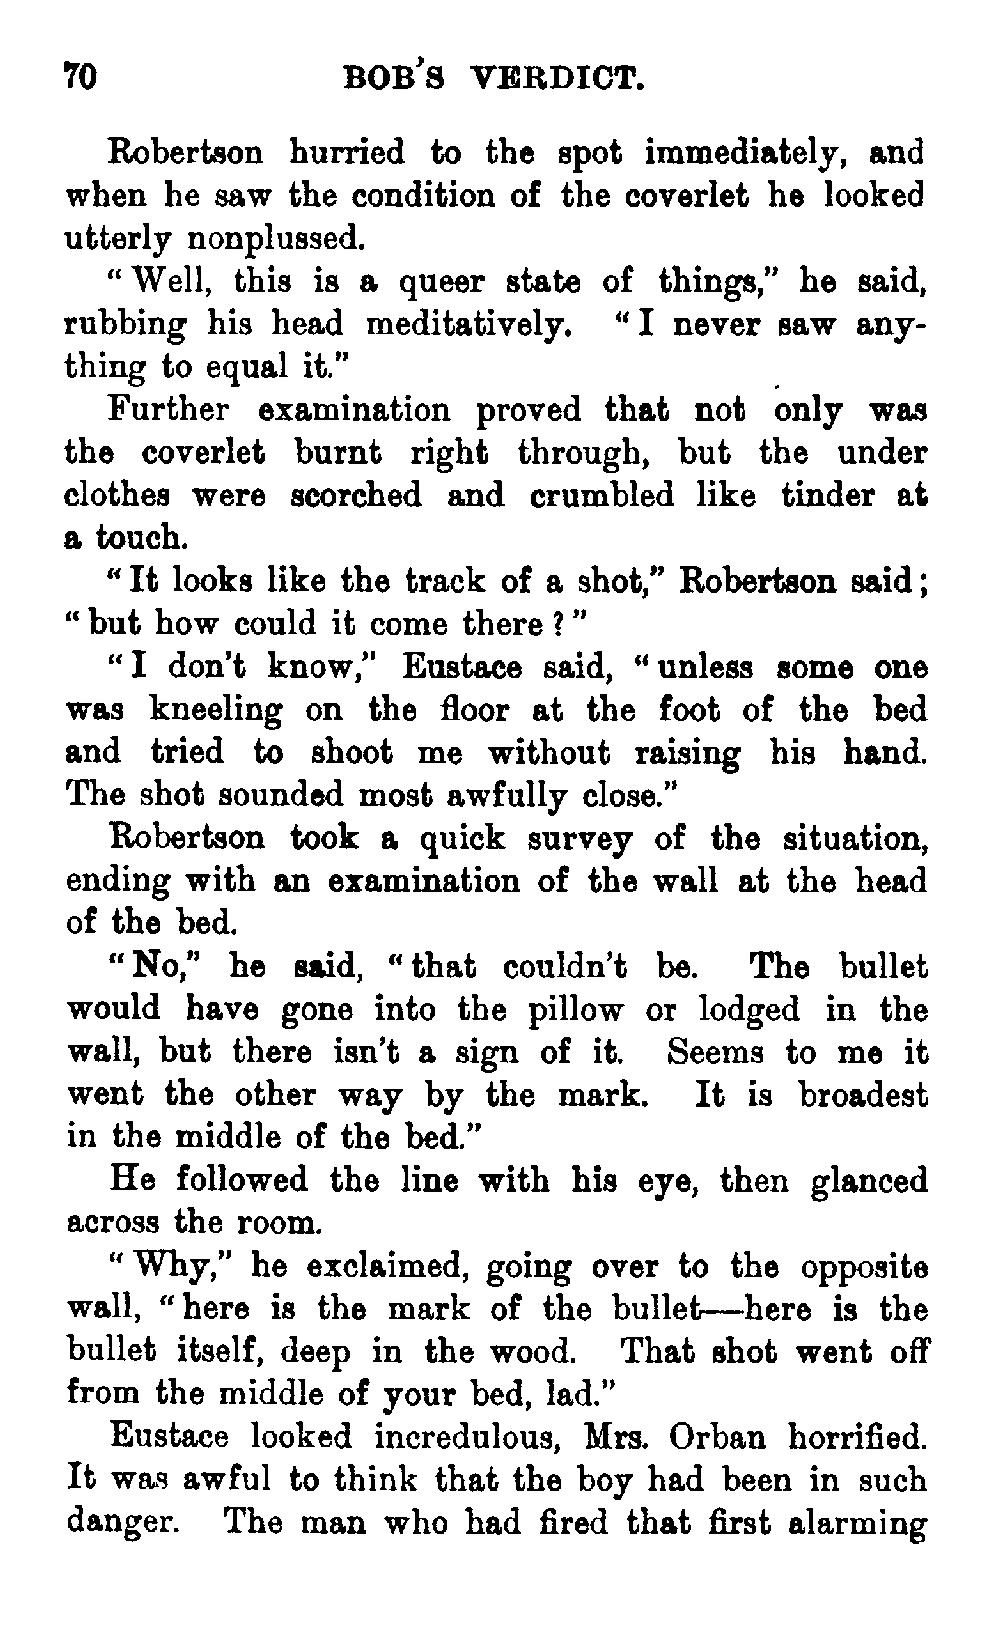 70 BOB'S VERDICT.
Robertson hurried to the spot immediately, and
when he saw the condition of the coverlet he looked
utterly nonplussed.
"Well, this is a queer state of things," he said,
rubbing his head meditatively. "I never saw any-
thing to equal it."
Further examination proved that not only was
the coverlet burnt right through, but the under
clothes were scorched and crumbled like tinder at
a touch.
"It looks like the track of a shot," Robertson said;
"but how could it come there?"
"I don't know," Eustace said, "unless some one
was kneeling on the floor at the foot of the bed
and tried to shoot me without raising his hand.
The shot sounded most awfully close."
Robertson took a quick survey of the situation,
ending with an examination of the wall at the head
of the bed.
"No," he said, "that couldn't be. The bullet
would have gone into the pillow or lodged in the
wall, but there isn't a sign of it. Seems to me it
went the other way by the mark. It is broadest
in the middle of the bed."
He followed the line with his eye, then glanced
across the room.
"Why," he exclaimed, going over to the opposite
wall, "here is the mark of the bullet—here is the
bullet itself, deep in the wood. That shot went off
from the middle of your bed, lad."
Eustace looked incredulous, Mrs. Orban horrified.
It was awful to think that the boy had been in such
danger. The man who had fired that first alarming